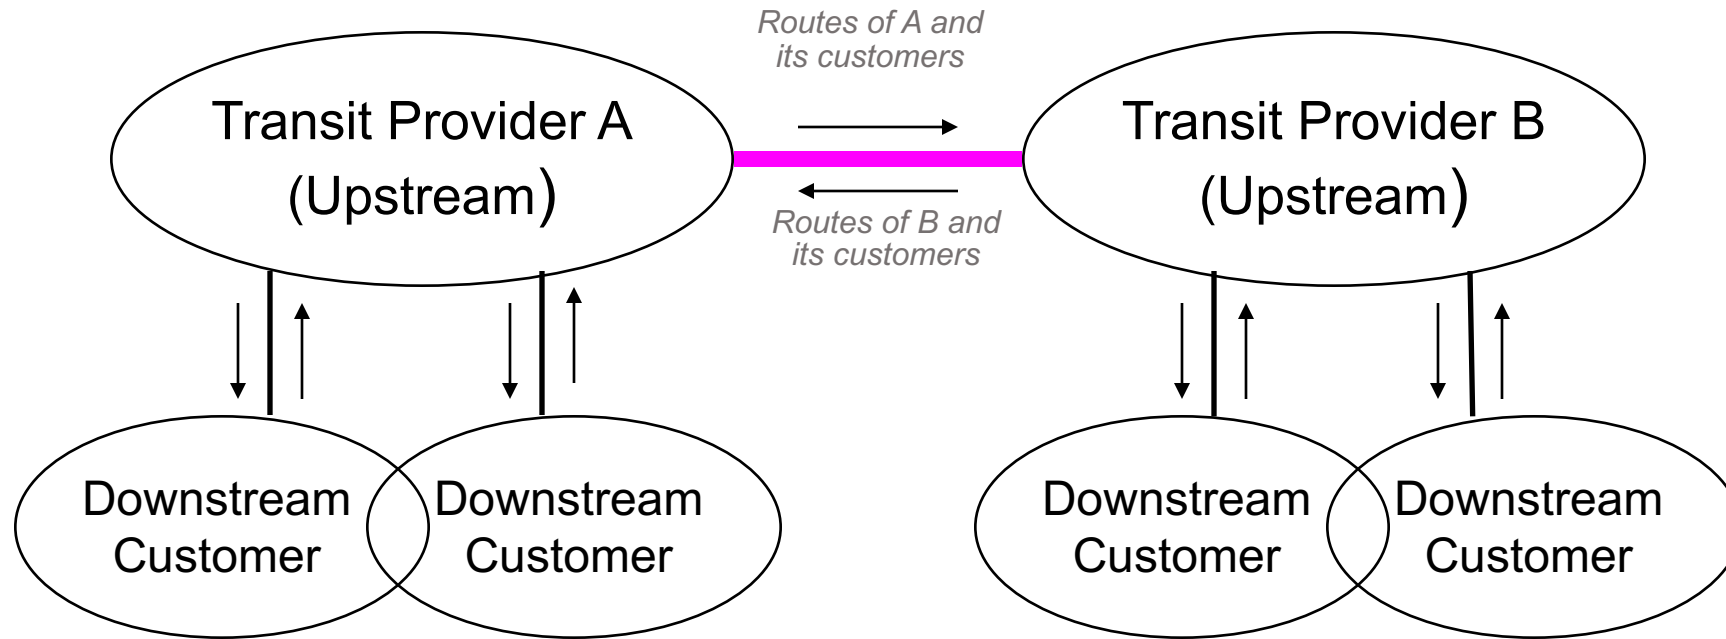 Routes of A and
its customers
Transit Provider A
(Upstream)
Transit Provider B
(Upstream)
Routes of B and
its customers
Downstream
Customer
Downstream
Customer
Downstream
Customer
Downstream
Customer